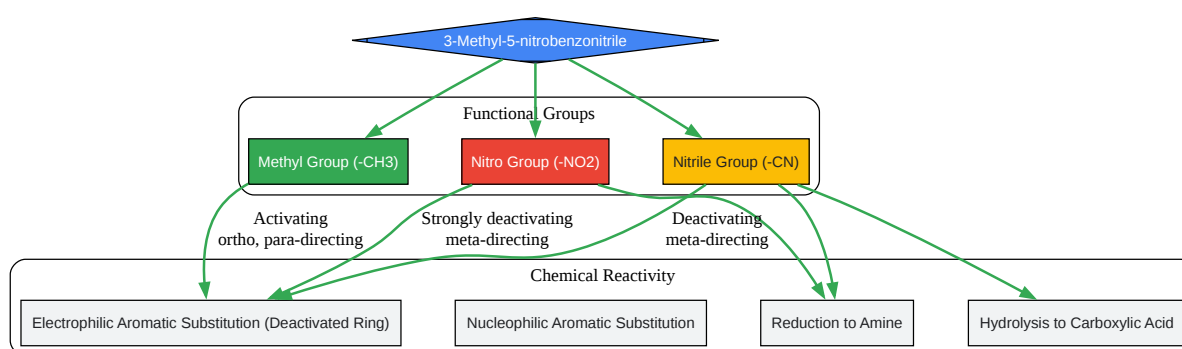 3-Methyl-5-nitrobenzonitrile
Functional Groups
Methyl Group (-CH3)
Nitro Group (-NO2)
Nitrile Group (-CN)
Activating
ortho, para-directing
Strongly deactivating
meta-directing
Deactivating
meta-directing
Chemical Reactivity
Electrophilic Aromatic Substitution (Deactivated Ring)
Nucleophilic Aromatic Substitution
Reduction to Amine
Hydrolysis to Carboxylic Acid